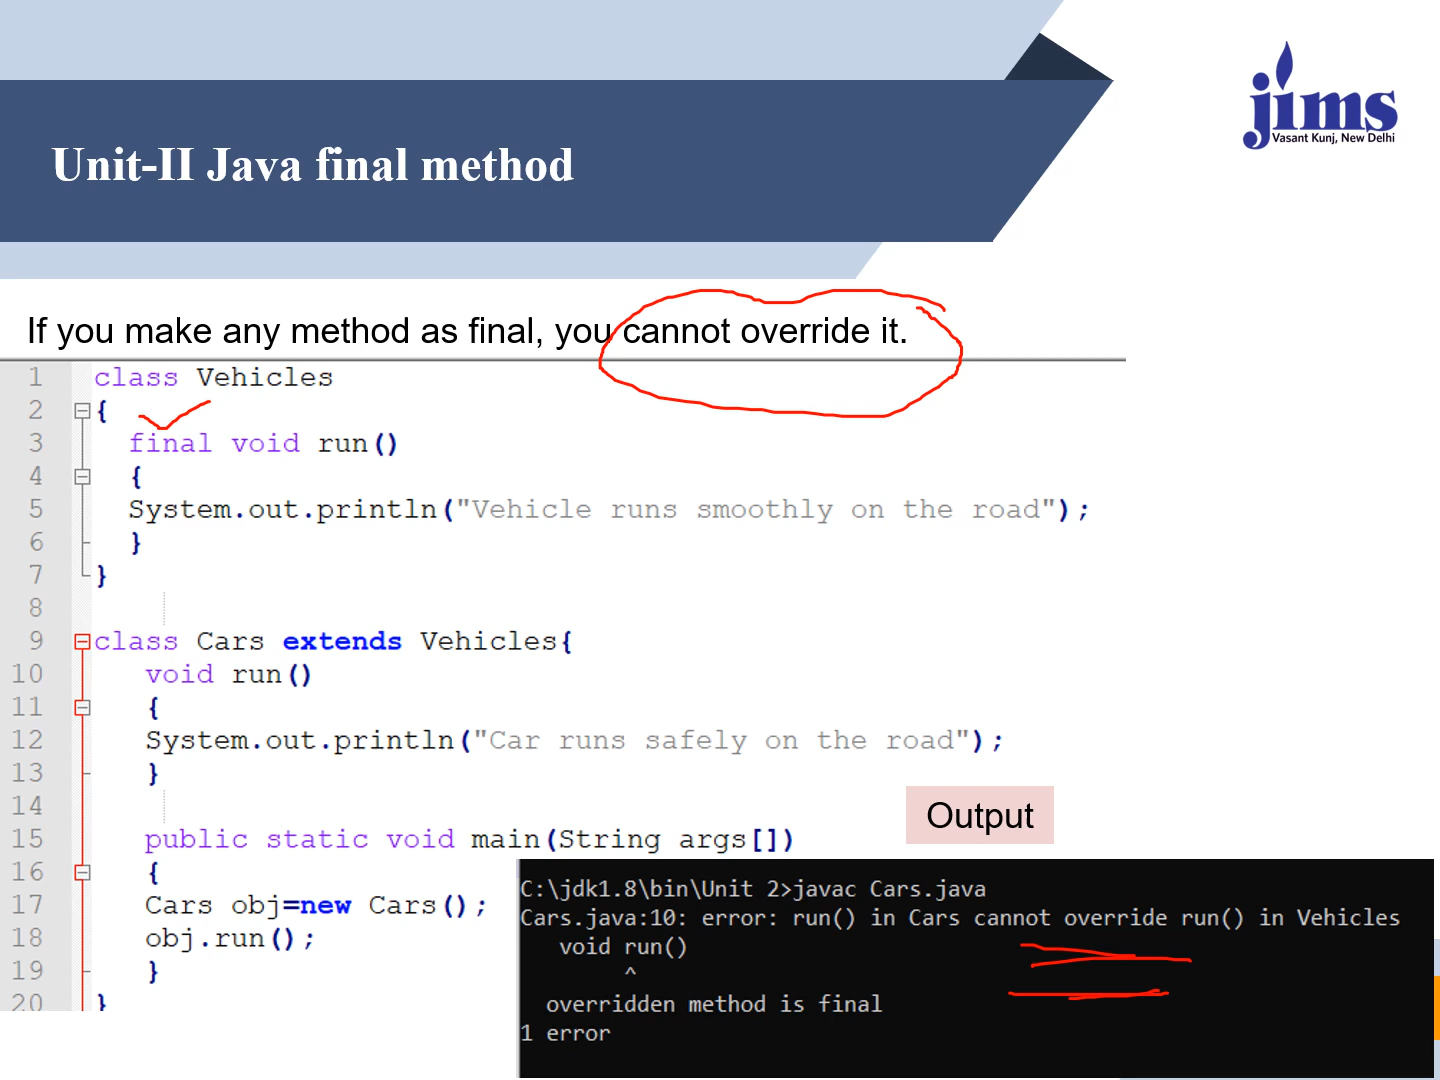 jims
Vasant Kunj, New Delhi
Unit-II Java final method
If you make any method as final, you cannot override it.
1 class Vehicles
2 {
3 final void run()
4 {
5 System.out.println("Vehicle runs smoothly on the road");
6 }
7 }
8
9 class Cars extends Vehicles{
10 void run()
11 {
12 System.out.println("Car runs safely on the road");
13 }
14
15 public static void main(String args[])
16 {
17 Cars obj=new Cars();
18 obj.run();
19 }
20 }
Output
C:\jdk1.8\bin\Unit 2>javac Cars.java
Cars.java:10: error: run() in Cars cannot override run() in Vehicles
void run()
^
overridden method is final
1 error